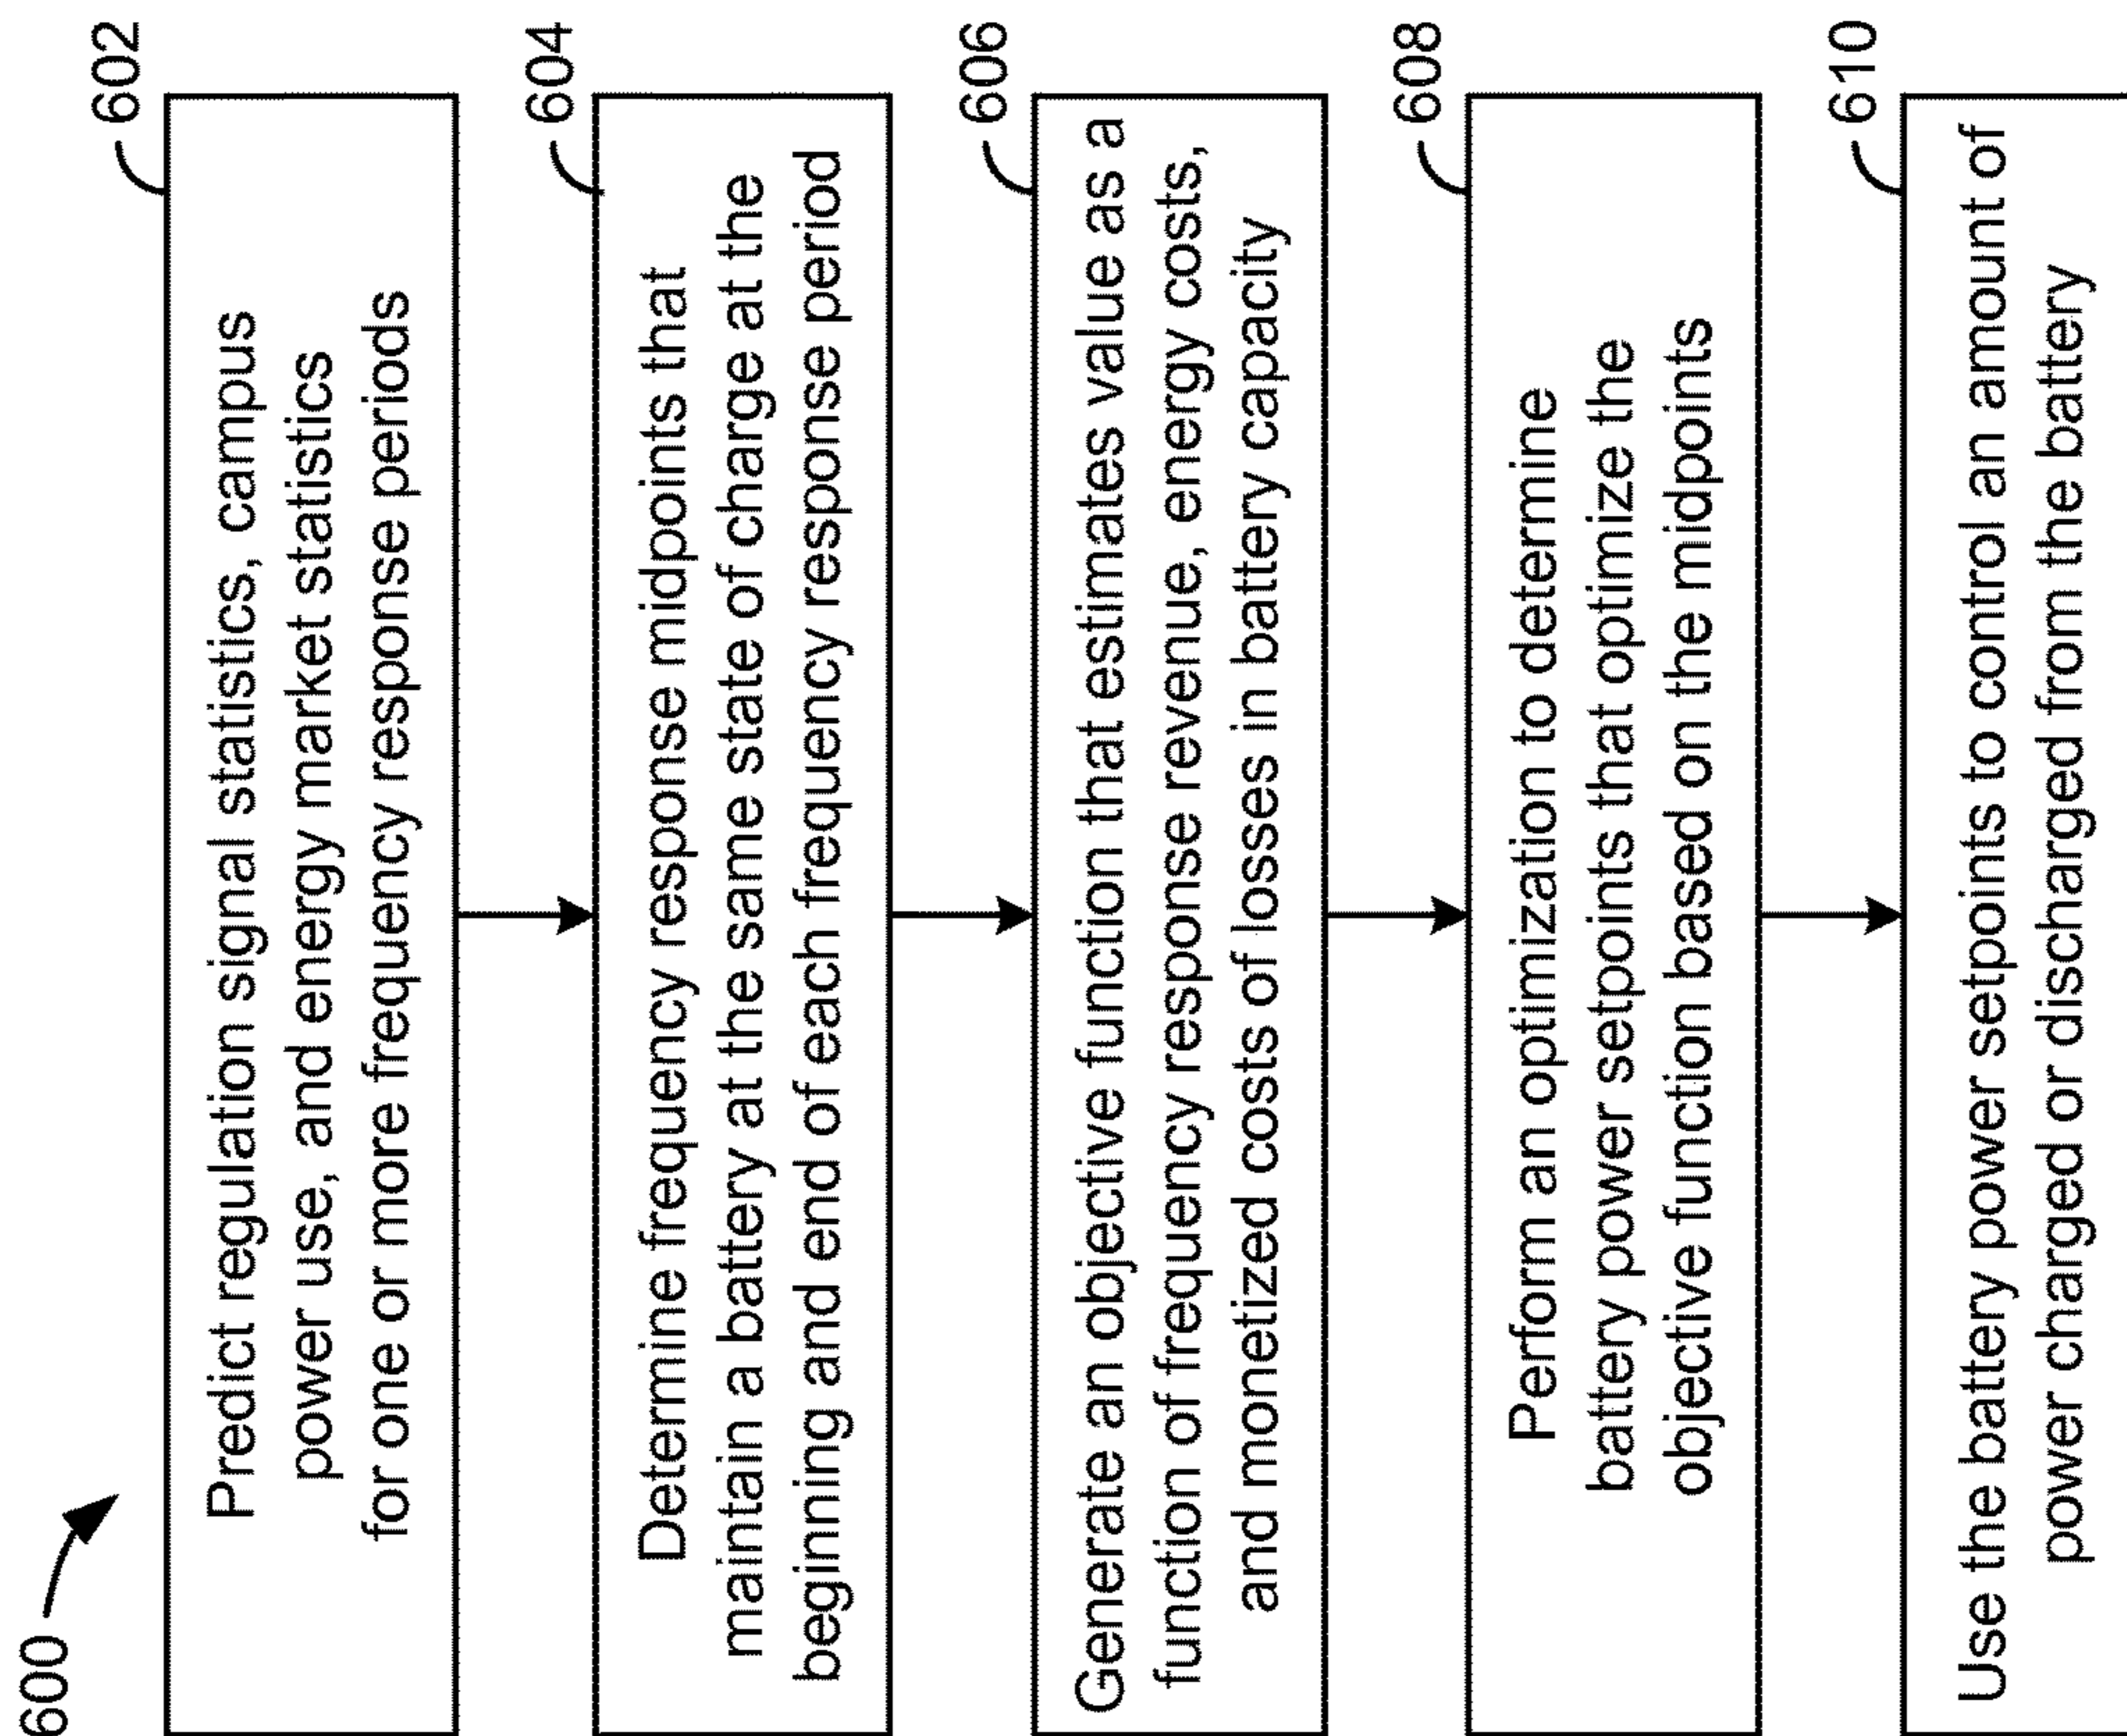 600
602
Predict regulation signal statistics, campus
power use, and energy market statistics
for one or more frequency response periods
604
Determine frequency response midpoints that
maintain a battery at the same state of charge at the
beginning and end of each frequency response period
606
Generate an objective function that estimates value as a
function of frequency response revenue, energy costs,
and monetized costs of losses in battery capacity
608
Perform an optimization to determine
battery power setpoints that optimize the
objective function based on the midpoints
610
Use the battery power setpoints to control an amount of
power charged or discharged from the battery